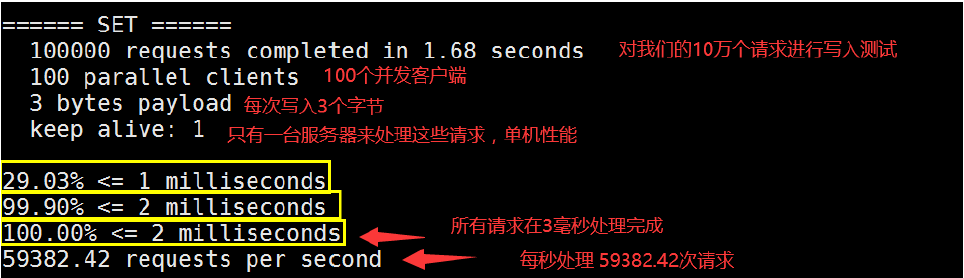 ====== SET ======
100000 requests completed in 1.68 seconds 对我们的10万个请求进行写入测试
100 parallel clients 100个并发客户端
3 bytes payload 每次写入3个字节
keep alive: 1 只有一台服务器来处理这些请求，单机性能
29.03% <= 1 milliseconds
99.90% <= 2 milliseconds
100.00% <= 2 milliseconds 所有请求在3毫秒处理完成
59382.42 requests per second 每秒处理 59382.42次请求